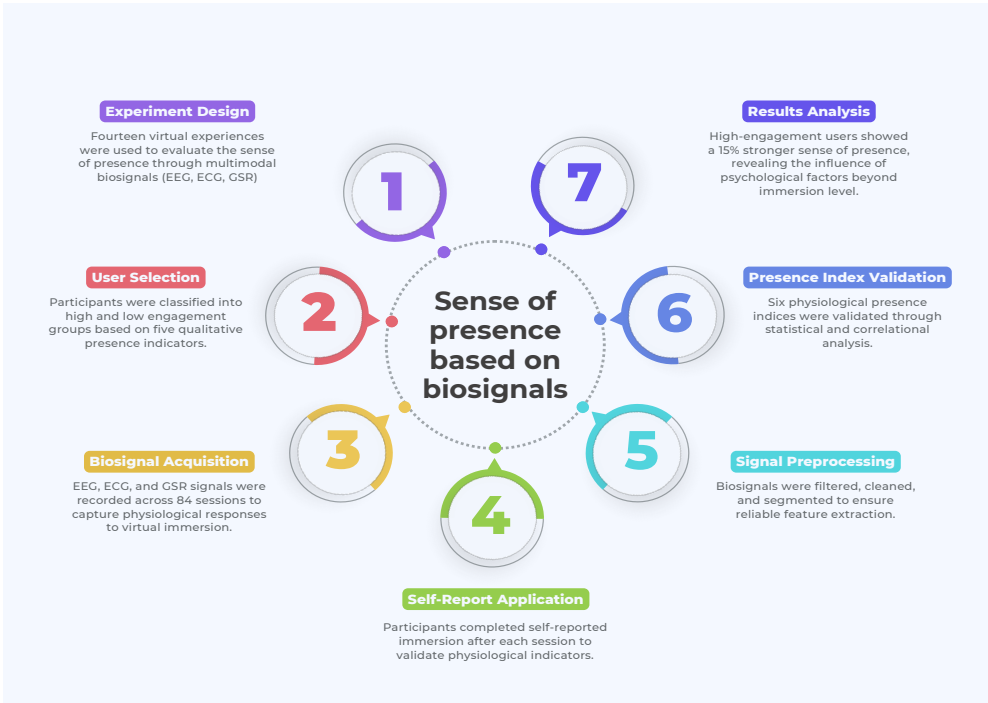 Sense of
presence
based on
biosignals
1
Experiment Design
Fourteen virtual experiences
were used to evaluate the sense
of presence through multimodal
biosignals (EEG, ECG, GSR)
2
User Selection
Participants were classified into
high and low engagement
groups based on five qualitative
presence indicators.
3
Biosignal Acquisition
EEG, ECG, and GSR signals were
recorded across 84 sessions to
capture physiological responses
to virtual immersion.
4
Self-Report Application
Participants completed self-reported
immersion after each session to
validate physiological indicators.
5
Signal Preprocessing
Biosignals were filtered, cleaned,
and segmented to ensure
reliable feature extraction.
6
Presence Index Validation
Six physiological presence
indices were validated through
statistical and correlational
analysis.
7
Results Analysis
High-engagement users showed
a 15% stronger sense of presence,
revealing the influence of
psychological factors beyond
immersion level.